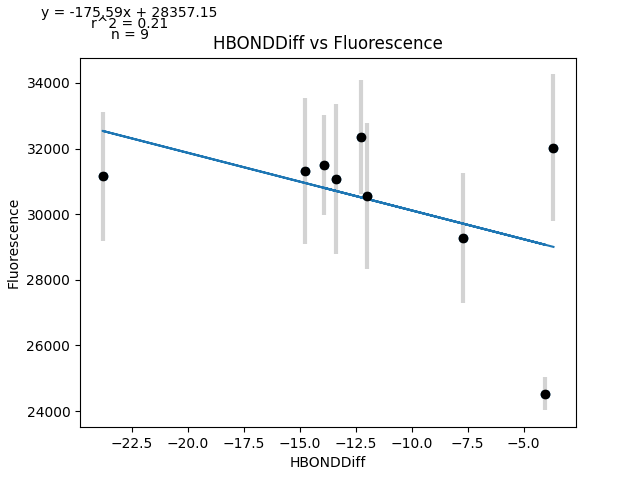 y = -175.59x + 28357.15
r^2 = 0.21
n = 9
HBONDDiff vs Fluorescence
34000
32000
30000
28000
26000
24000
Fluorescence
−22.5 −20.0 −17.5 −15.0 −12.5 −10.0 −7.5 −5.0
HBONDDiff